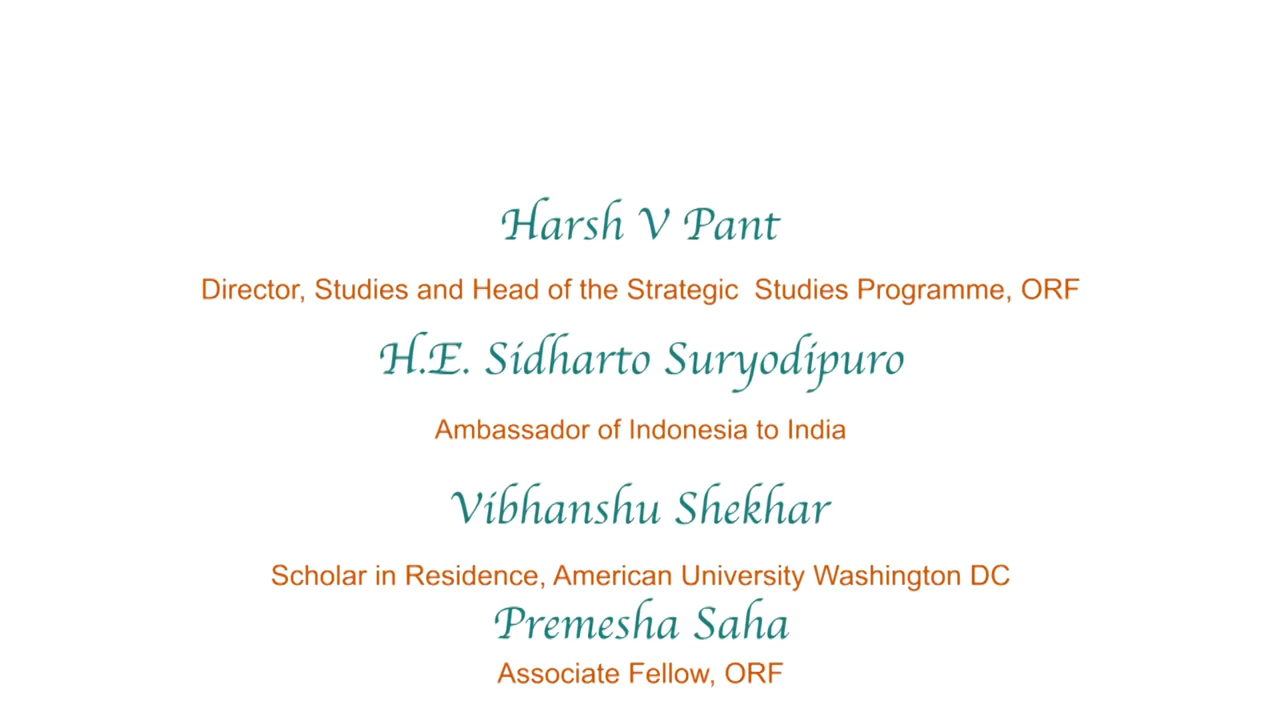 Harsh V Pant
Director, Studies and Head of the Strategic  Studies Programme, ORF
H.E. Sidharto Suryodipuro
Ambassador of Indonesia to India
Vibhanshu Shekhar
Scholar in Residence, American University Washington DC
Premesha Saha
Associate Fellow, ORF